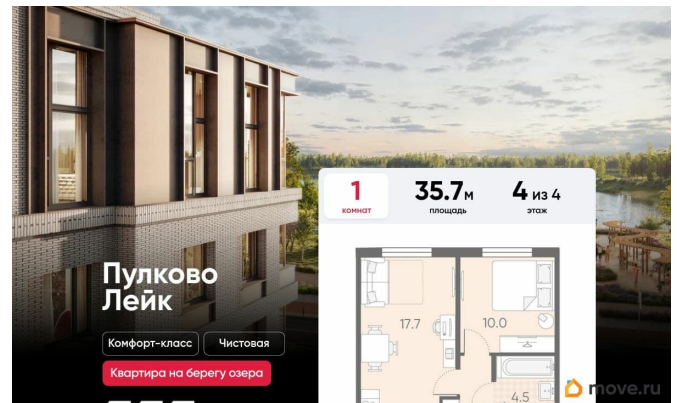 1
комнат
35.7м
площадь
4 из 4
этаж
Пулково
Лейк
Комфорт-класс
Чистовая
Квартира на берегу озера
17.7
10.0
4.5
move.ru